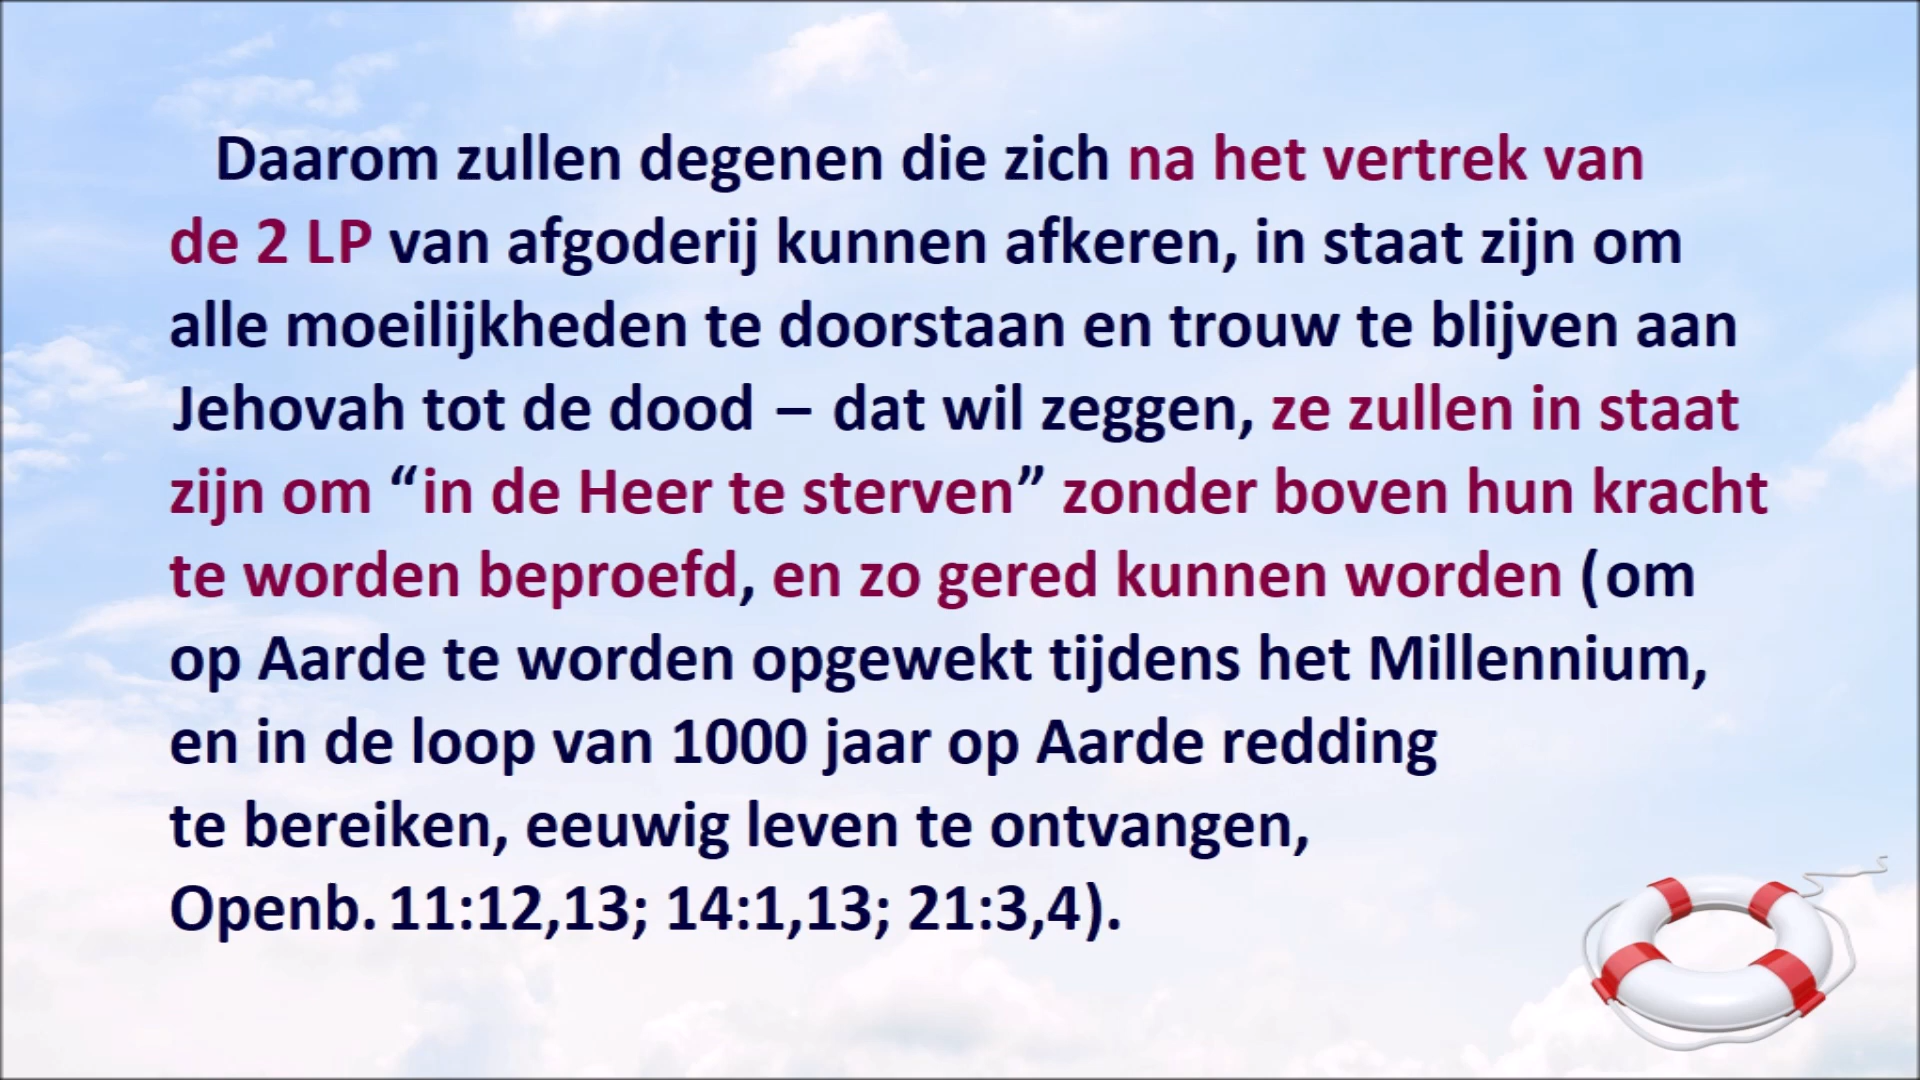 Daarom zullen degenen die zich na het vertrek van
de 2 LP van afgoderij kunnen afkeren, in staat zijn om
alle moeilijkheden te doorstaan en trouw te blijven aan
Jehovah tot de dood – dat wil zeggen, ze zullen in staat
zijn om “in de Heer te sterven” zonder boven hun kracht
te worden beproefd, en zo gered kunnen worden (om
op Aarde te worden opgewekt tijdens het Millennium,
en in de loop van 1000 jaar op Aarde redding
te bereiken, eeuwig leven te ontvangen,
Openb. 11:12,13; 14:1,13; 21:3,4).